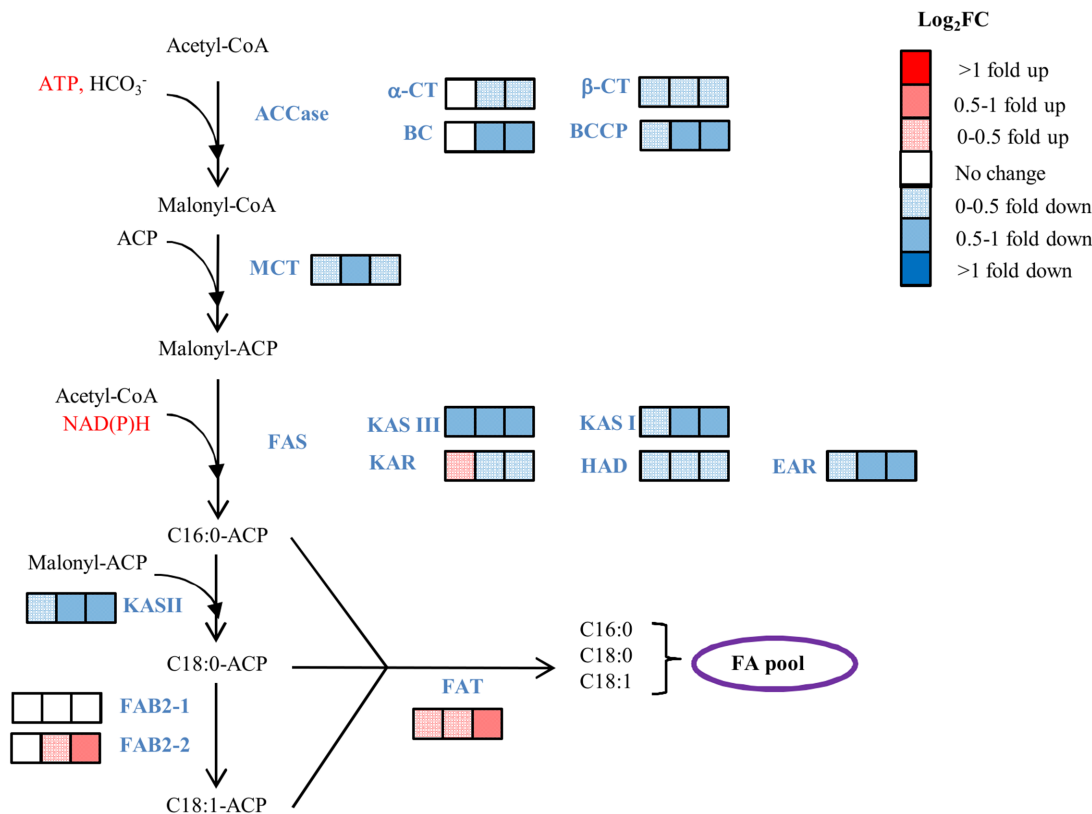 Log₂FC
>1 fold up
0.5-1 fold up
0-0.5 fold up
No change
0-0.5 fold down
0.5-1 fold down
>1 fold down
Acetyl-CoA
ATP, HCO₃⁻
ACCase
α-CT
β-CT
BC
BCCP
Malonyl-CoA
ACP
MCT
Malonyl-ACP
Acetyl-CoA
NAD(P)H
FAS
KAS III
KAS I
KAR
HAD
EAR
C16:0-ACP
Malonyl-ACP
KASII
C18:0-ACP
FAB2-1
FAB2-2
C18:1-ACP
FAT
C16:0
C18:0
C18:1
FA pool